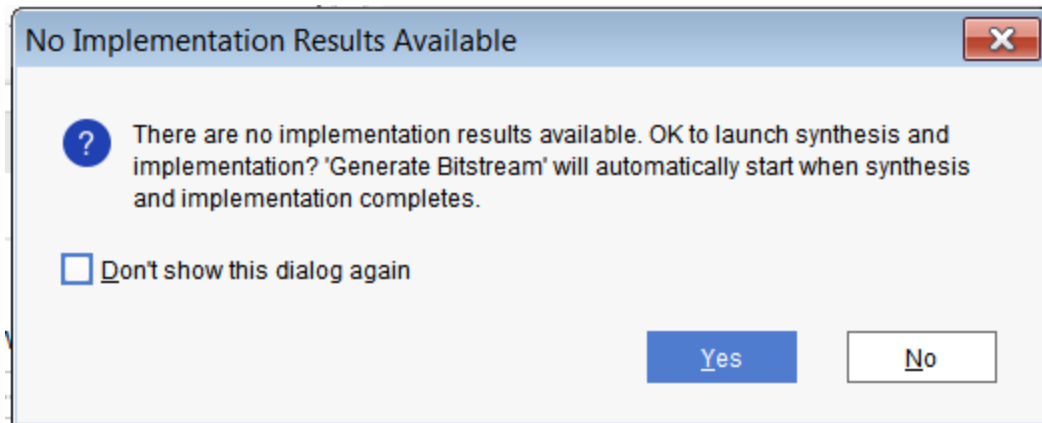 No Implementation Results Available
There are no implementation results available. OK to launch synthesis and
implementation? 'Generate Bitstream' will automatically start when synthesis
and implementation completes.
Don't show this dialog again
Yes No